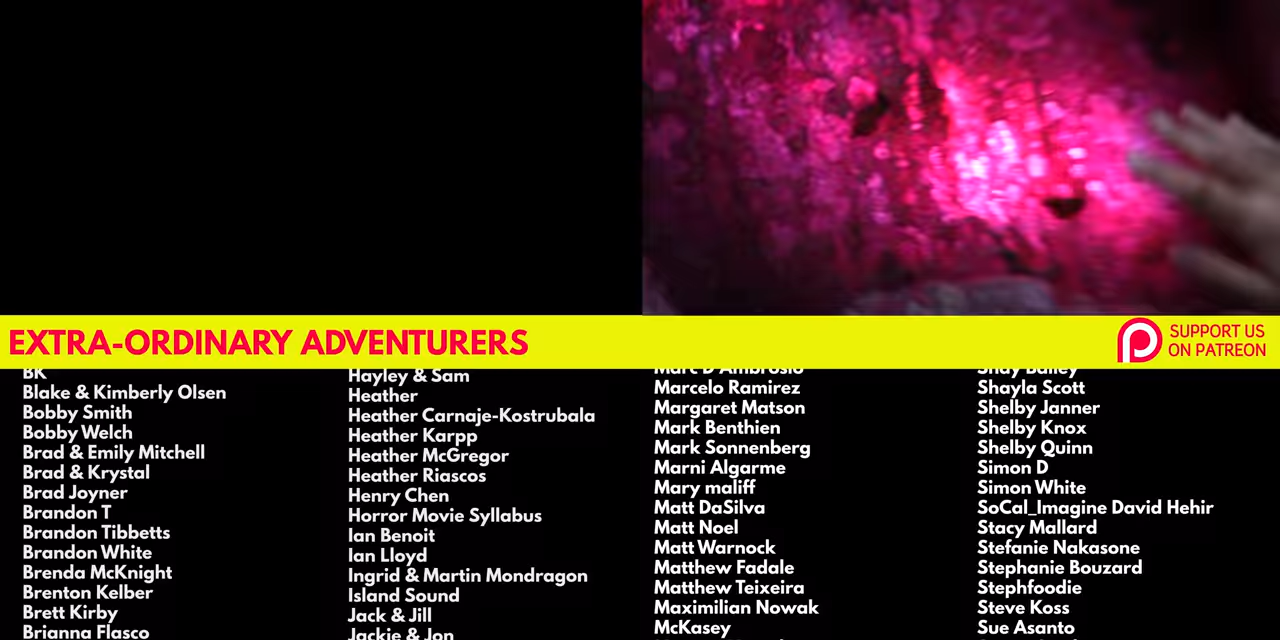 EXTRA-ORDINARY ADVENTURERS
SUPPORT US
ON PATREON
BK
Blake & Kimberly Olsen
Bobby Smith
Bobby Welch
Brad & Emily Mitchell
Brad & Krystal
Brad Joyner
Brandon T
Brandon Tibbetts
Brandon White
Brenda McKnight
Brenton Kelber
Brett Kirby
Brianna Flasco
Hayley & Sam
Heather
Heather Carnaje-Kostrubala
Heather Karpp
Heather McGregor
Heather Riascos
Henry Chen
Horror Movie Syllabus
Ian Benoit
Ian Lloyd
Ingrid & Martin Mondragon
Island Sound
Jack & Jill
Jackie & Jon
Marc D'Ambrosio
Marcelo Ramirez
Margaret Matson
Mark Benthien
Mark Sonnenberg
Marni Algarme
Mary maliff
Matt DaSilva
Matt Noel
Matt Warnock
Matthew Fadale
Matthew Teixeira
Maximilian Nowak
McKasey
Shay Bailey
Shayla Scott
Shelby Janner
Shelby Knox
Shelby Quinn
Simon D
Simon White
SoCal_Imagine David Hehir
Stacy Mallard
Stefanie Nakasone
Stephanie Bouzard
Stephfoodie
Steve Koss
Sue Asanto